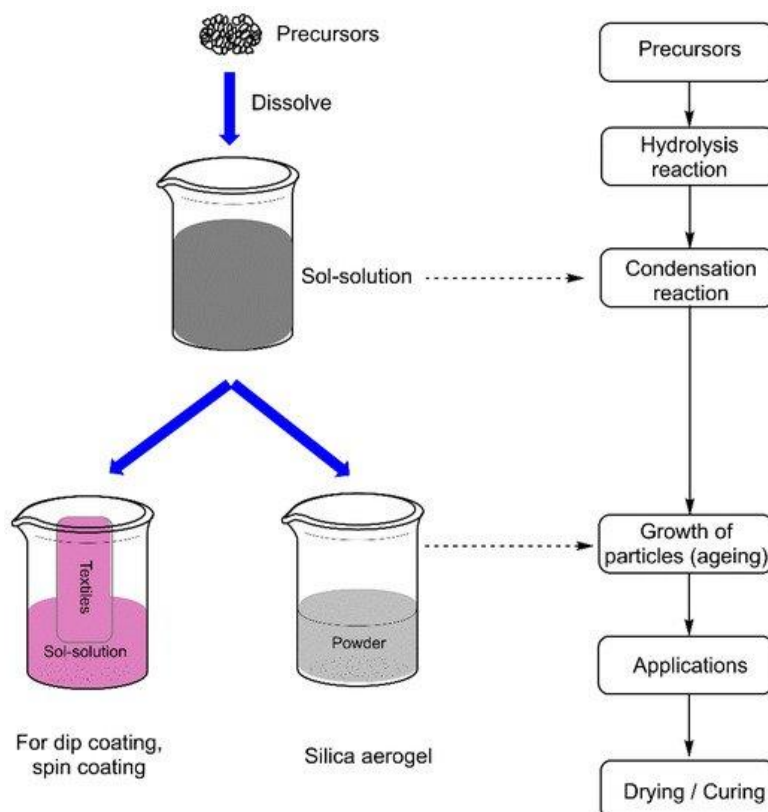 Precursors
Dissolve
Sol-solution
Textiles
Sol-solution
For dip coating,
spin coating
Powder
Silica aerogel
Precursors
Hydrolysis
reaction
Condensation
reaction
Growth of
particles (ageing)
Applications
Drying / Curing